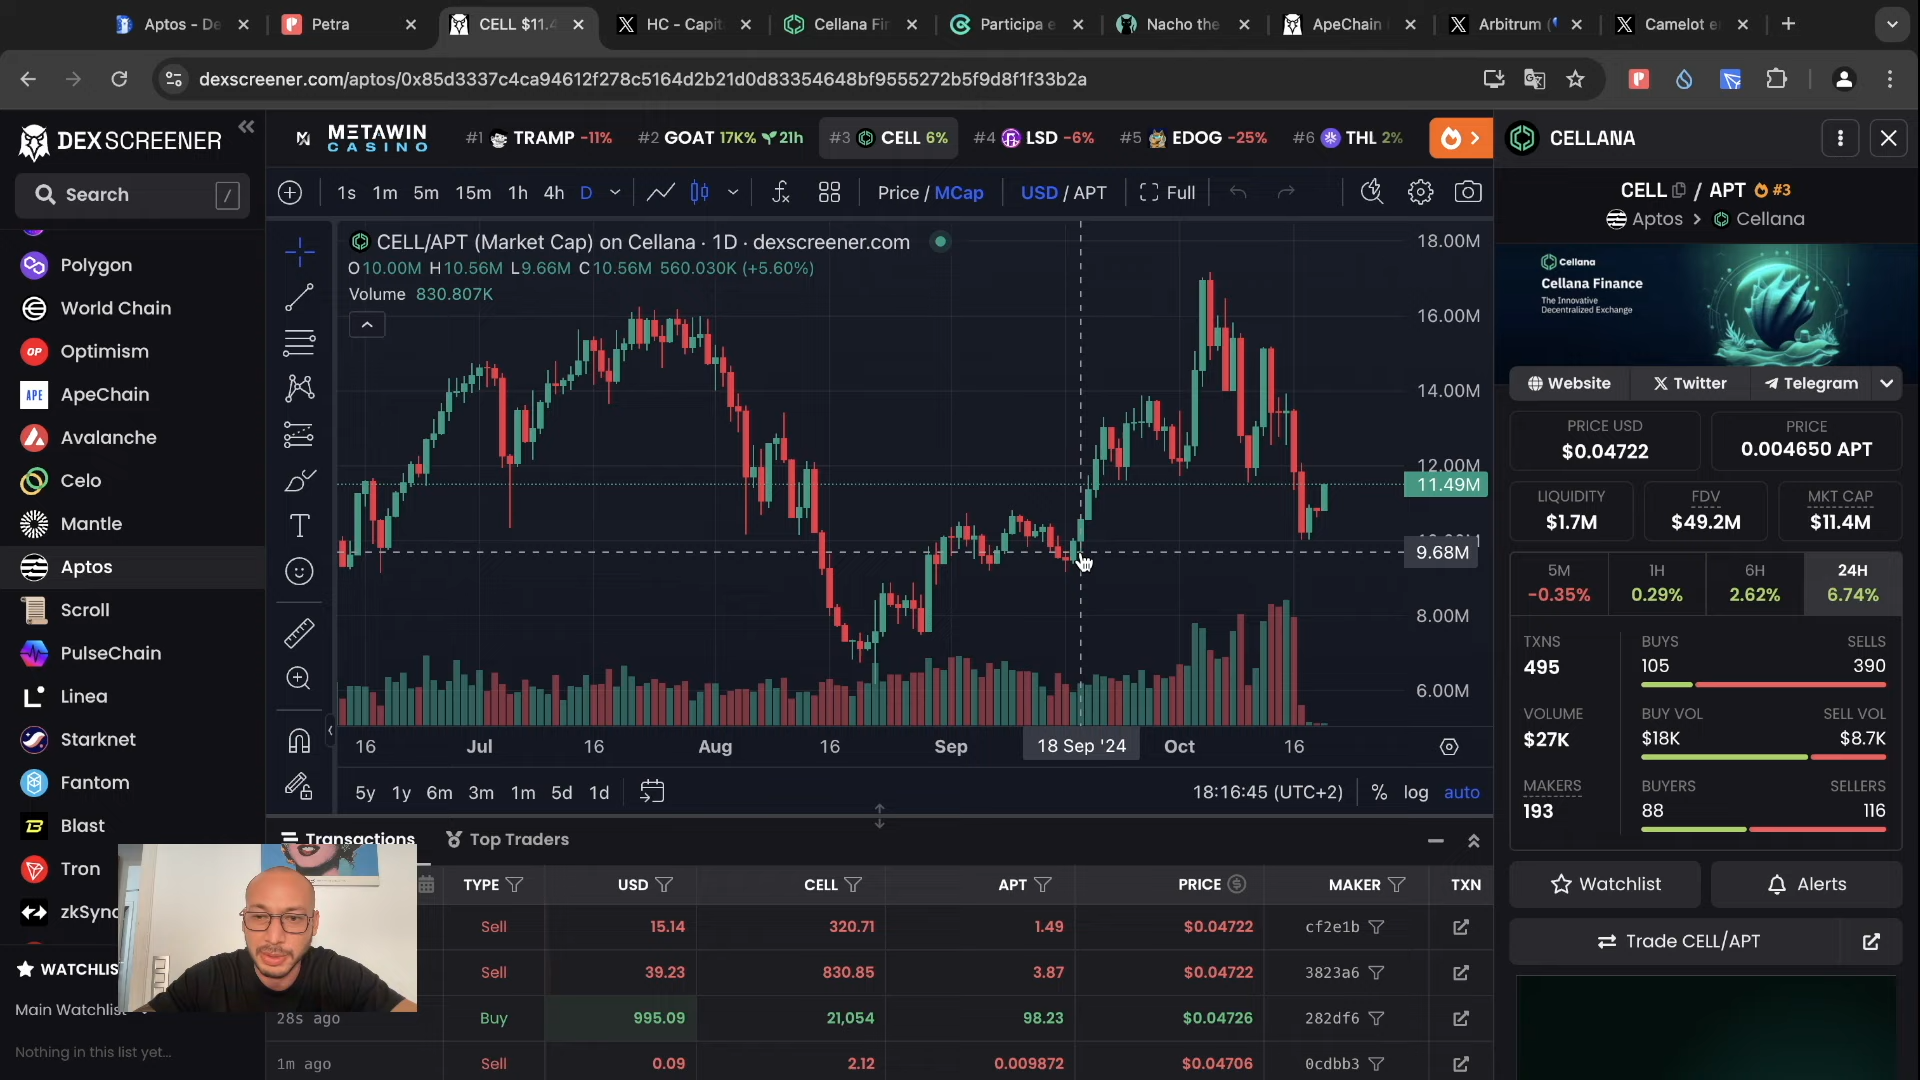 Aptos - De
Petra
CELL $11.4
HC - Capit
Cellana Fir
Participa e
Nacho the
ApeChain
Arbitrum (
Camelot e
dexscreener.com/aptos/0x85d3337c4ca94612f278c5164d2b21d0d83354648bf9555272b5f9d8f1f33b2a
DEX SCREENER
METAWIN CASINO
#1 TRAMP -11%
#2 GOAT 17K% 21h
#3 CELL 6%
#4 LSD -6%
#5 EDOG -25%
#6 THL 2%
CELLANA
Search /
1s 1m 5m 15m 1h 4h D
Price / MCap
USD / APT
Full
CELL / APT #3
Aptos > Cellana
Polygon
World Chain
Optimism
ApeChain
Avalanche
Celo
Mantle
Aptos
Scroll
PulseChain
Linea
Starknet
Fantom
Blast
Tron
zkSync
WATCHLIS
Main Watchlist
Nothing in this list yet...
CELL/APT (Market Cap) on Cellana · 1D · dexscreener.com
O10.00M H10.56M L9.66M C10.56M 560.030K (+5.60%)
Volume 830.807K
18.00M
16.00M
14.00M
12.00M
11.49M
9.68M
8.00M
6.00M
16 Jul 16 Aug 16 Sep 18 Sep '24 Oct 16
5y 1y 6m 3m 1m 5d 1d
18:16:45 (UTC+2) % log auto
Transactions
Top Traders
TYPE USD CELL APT PRICE MAKER TXN
Sell 15.14 320.71 1.49 $0.04722 cf2e1b
Sell 39.23 830.85 3.87 $0.04722 3823a6
28s ago Buy 995.09 21,054 98.23 $0.04726 282df6
1m ago Sell 0.09 2.12 0.009872 $0.04706 0cdbb3
Cellana
Cellana Finance
The Innovative
Decentralized Exchange
Website
Twitter
Telegram
PRICE USD
$0.04722
PRICE
0.004650 APT
LIQUIDITY
$1.7M
FDV
$49.2M
MKT CAP
$11.4M
5M
-0.35%
1H
0.29%
6H
2.62%
24H
6.74%
TXNS
495
BUYS
105
SELLS
390
VOLUME
$27K
BUY VOL
$18K
SELL VOL
$8.7K
MAKERS
193
BUYERS
88
SELLERS
116
Watchlist
Alerts
Trade CELL/APT